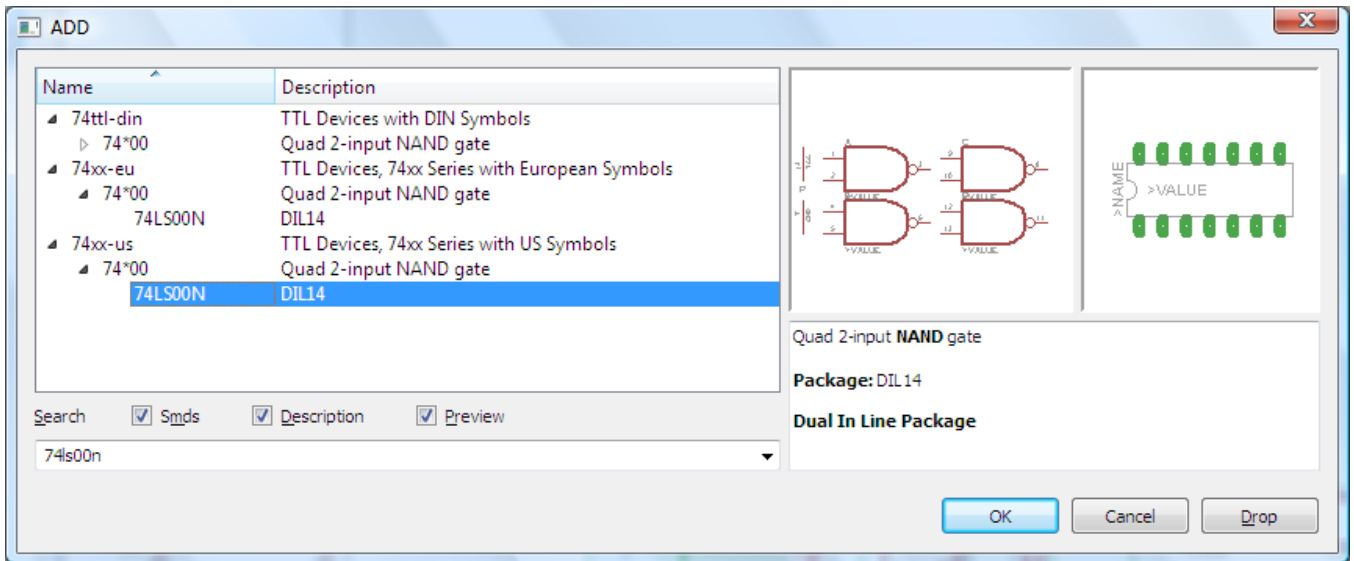 ADD
Name Description
74ttl-din TTL Devices with DIN Symbols
74*00 Quad 2-input NAND gate
74xx-eu TTL Devices, 74xx Series with European Symbols
74*00 Quad 2-input NAND gate
74LS00N DIL14
74xx-us TTL Devices, 74xx Series with US Symbols
74*00 Quad 2-input NAND gate
74LS00N DIL14
>NAME
>VALUE
>VALUE
>VALUE
Quad 2-input NAND gate
Package: DIL14
Dual In Line Package
Search Smds Description Preview
74ls00n
OK Cancel Drop